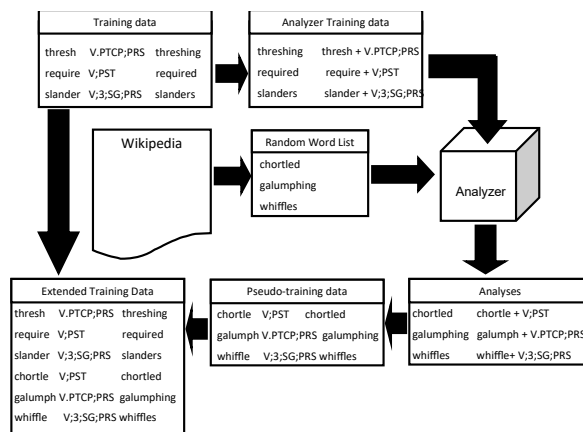 Training data
thresh V.PTCP;PRS threshing
require V;PST required
slander V;3;SG;PRS slanders
Analyzer Training data
threshing thresh + V.PTCP;PRS
required require + V;PST
slanders slander + V;3;SG;PRS
Wikipedia
Random Word List
chortled
galumphing
whiffles
Analyzer
Extended Training Data
thresh V.PTCP;PRS threshing
require V;PST required
slander V;3;SG;PRS slanders
chortle V;PST chortled
galumph V.PTCP;PRS galumphing
whiffle V;3;SG;PRS whiffles
Pseudo-training data
chortle V;PST chortled
galumph V.PTCP;PRS galumphing
whiffle V;3;SG;PRS whiffles
Analyses
chortled chortle + V;PST
galumphing galumph + V.PTCP;PRS
whiffles whiffle+ V;3;SG;PRS